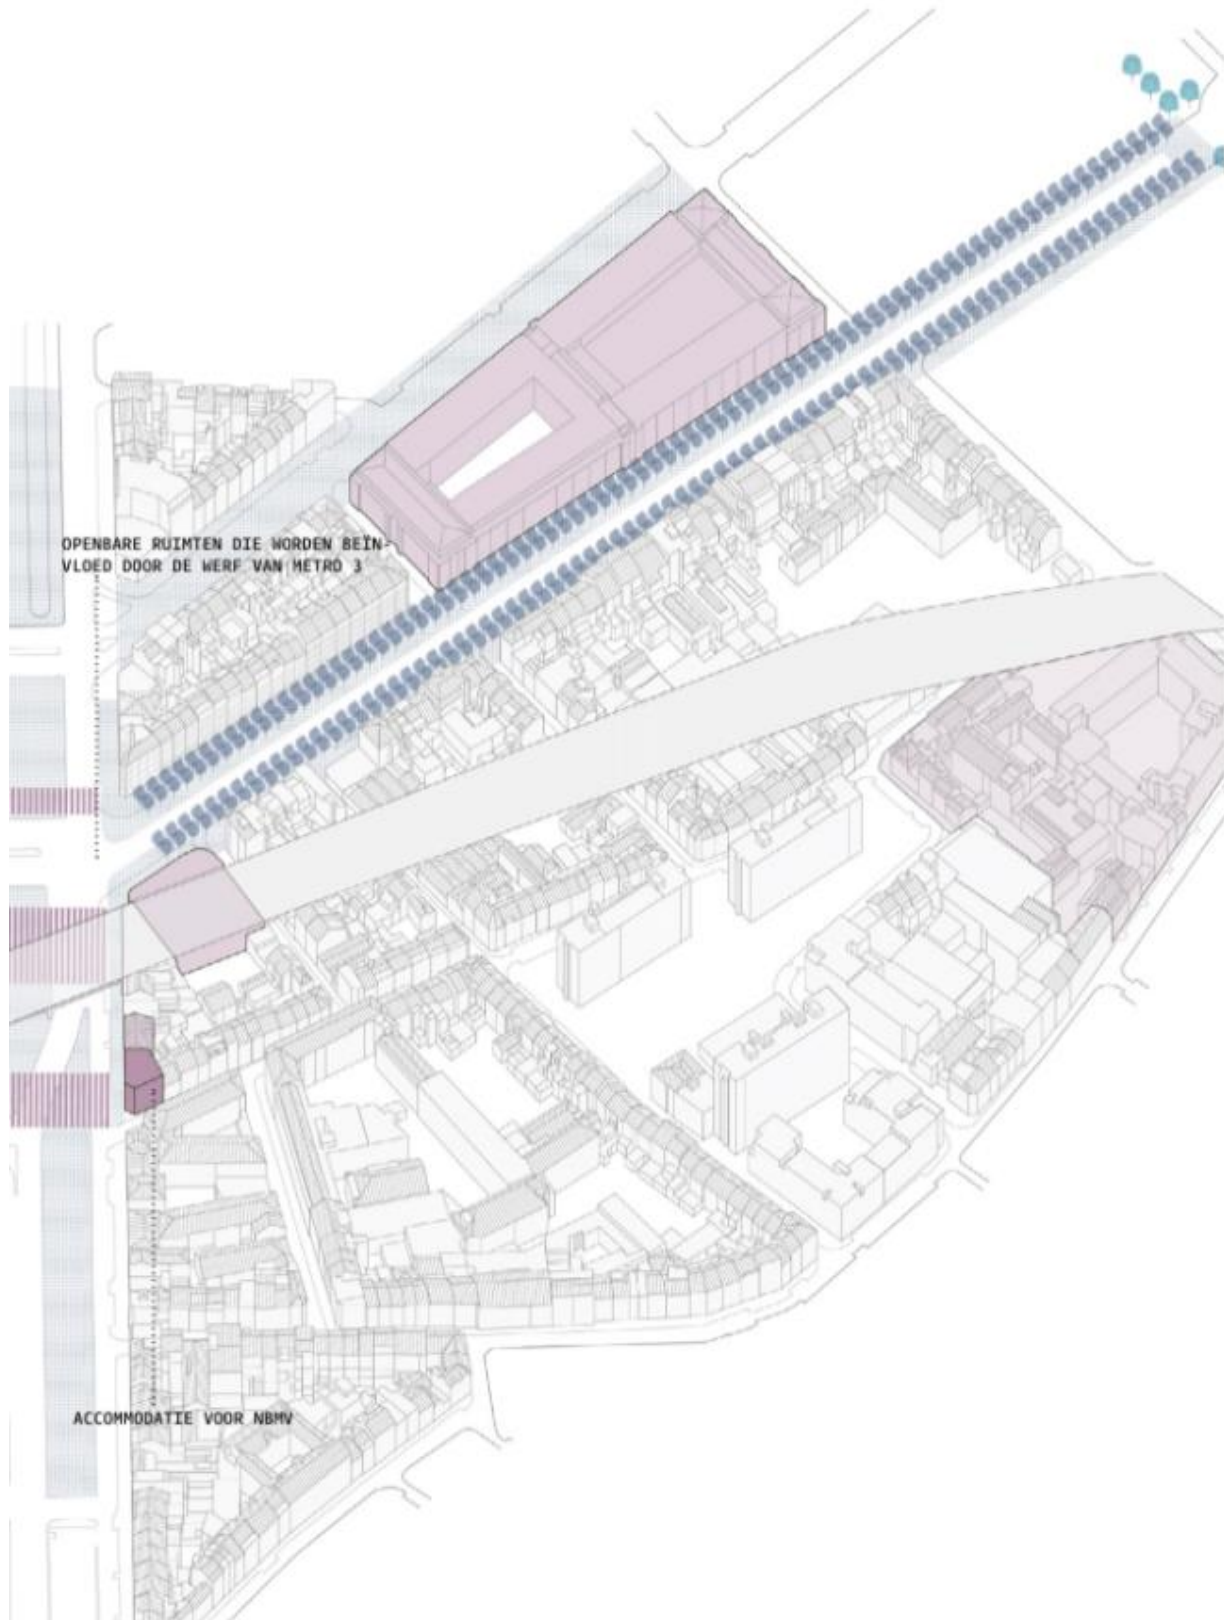 OPENBARE RUIMTEN DIE WORDEN BEÏN-
VLOED DOOR DE WERF VAN METRO 3
ACCOMMODATIE VOOR NBMV